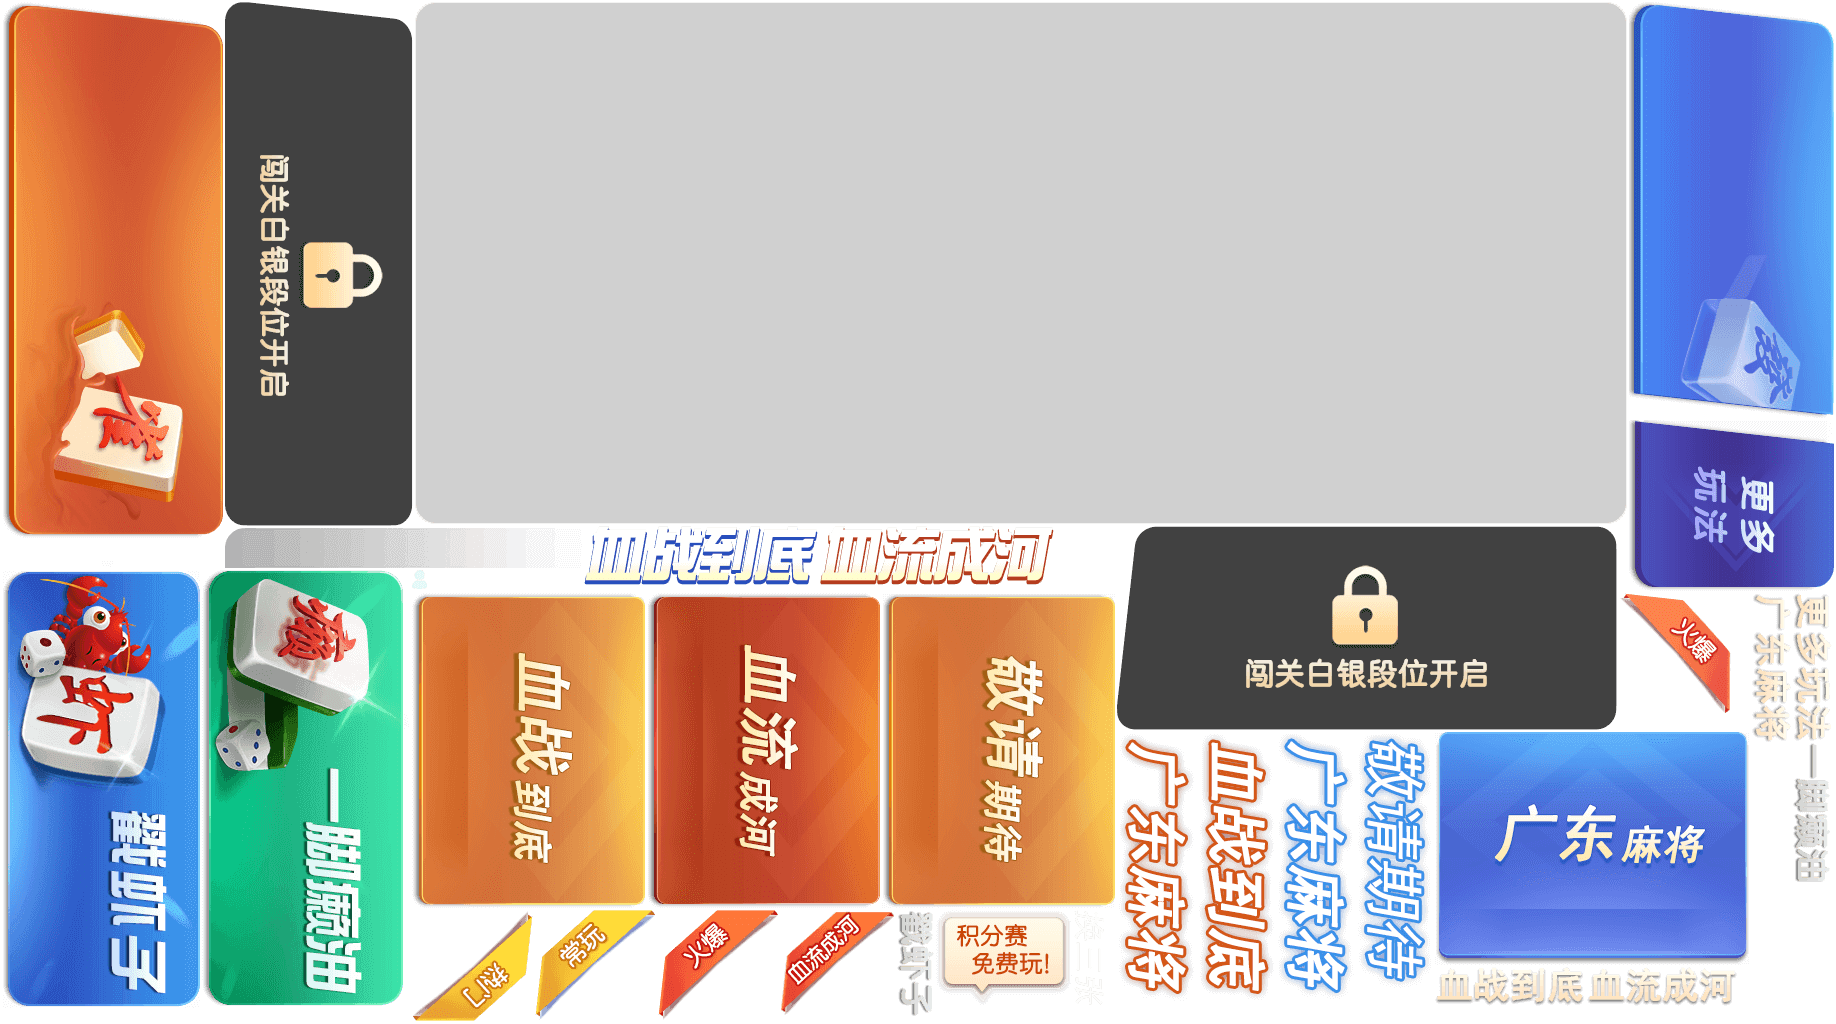 闯关白银段位开启
雀
發
更多
玩法
血战到底 血流成河
闯关白银段位开启
火爆
更多玩法
广东麻将
一脚癞油
虾
戳虾子
癞
一脚癞油
血战到底
血流成河
敬请期待
广东麻将
血战到底
广东麻将
敬请期待
广东麻将
热门
常玩
火爆
血流成河
戳虾子
积分赛
免费玩!
血战到底 血流成河